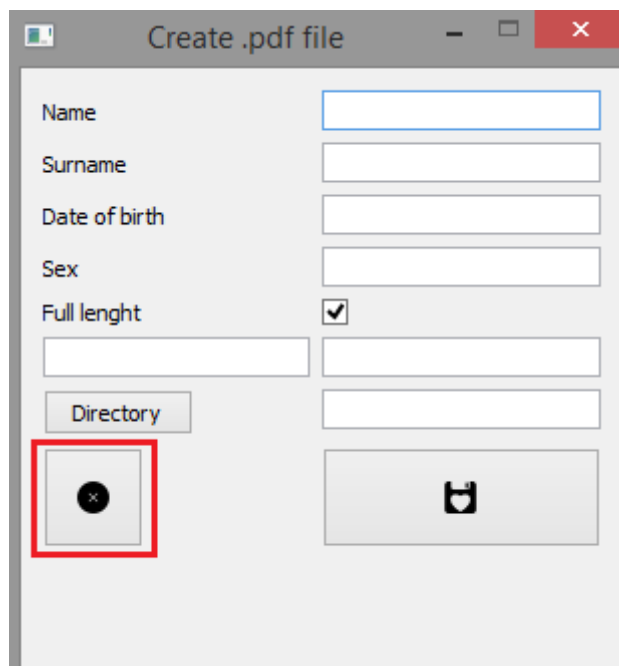 Create .pdf file
Name
Surname
Date of birth
Sex
Full lenght
Directory